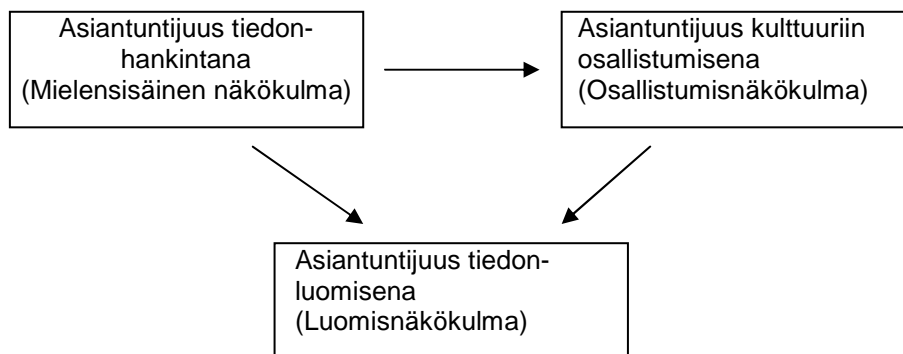 Asiantuntijuus tiedon-
hankintana
(Mielensisäinen näkökulma)
Asiantuntijuus kulttuuriin
osallistumisena
(Osallistumisnäkökulma)
Asiantuntijuus tiedon-
luomisena
(Luomisnäkökulma)